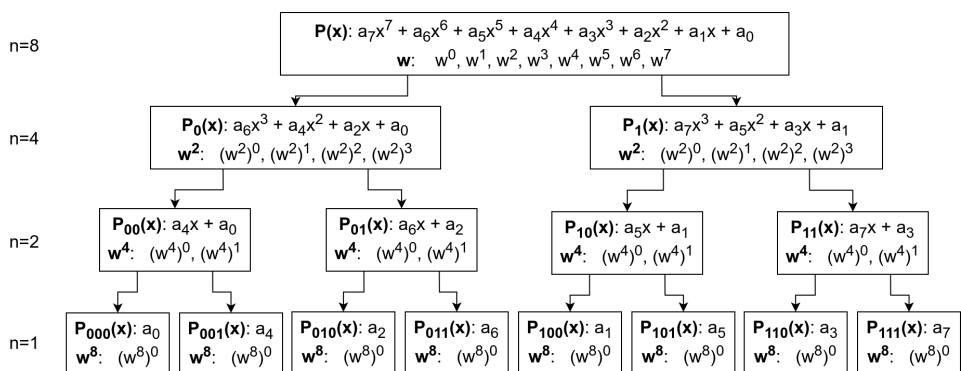 n=8
P(x): a₇x⁷ + a₆x⁶ + a₅x⁵ + a₄x⁴ + a₃x³ + a₂x² + a₁x + a₀
w: w⁰, w¹, w², w³, w⁴, w⁵, w⁶, w⁷
n=4
P₀(x): a₆x³ + a₄x² + a₂x + a₀
w²: (w²)⁰, (w²)¹, (w²)², (w²)³
P₁(x): a₇x³ + a₅x² + a₃x + a₁
w²: (w²)⁰, (w²)¹, (w²)², (w²)³
n=2
P₀₀(x): a₄x + a₀
w⁴: (w⁴)⁰, (w⁴)¹
P₀₁(x): a₆x + a₂
w⁴: (w⁴)⁰, (w⁴)¹
P₁₀(x): a₅x + a₁
w⁴: (w⁴)⁰, (w⁴)¹
P₁₁(x): a₇x + a₃
w⁴: (w⁴)⁰, (w⁴)¹
n=1
P₀₀₀(x): a₀
w⁸: (w⁸)⁰
P₀₀₁(x): a₄
w⁸: (w⁸)⁰
P₀₁₀(x): a₂
w⁸: (w⁸)⁰
P₀₁₁(x): a₆
w⁸: (w⁸)⁰
P₁₀₀(x): a₁
w⁸: (w⁸)⁰
P₁₀₁(x): a₅
w⁸: (w⁸)⁰
P₁₁₀(x): a₃
w⁸: (w⁸)⁰
P₁₁₁(x): a₇
w⁸: (w⁸)⁰